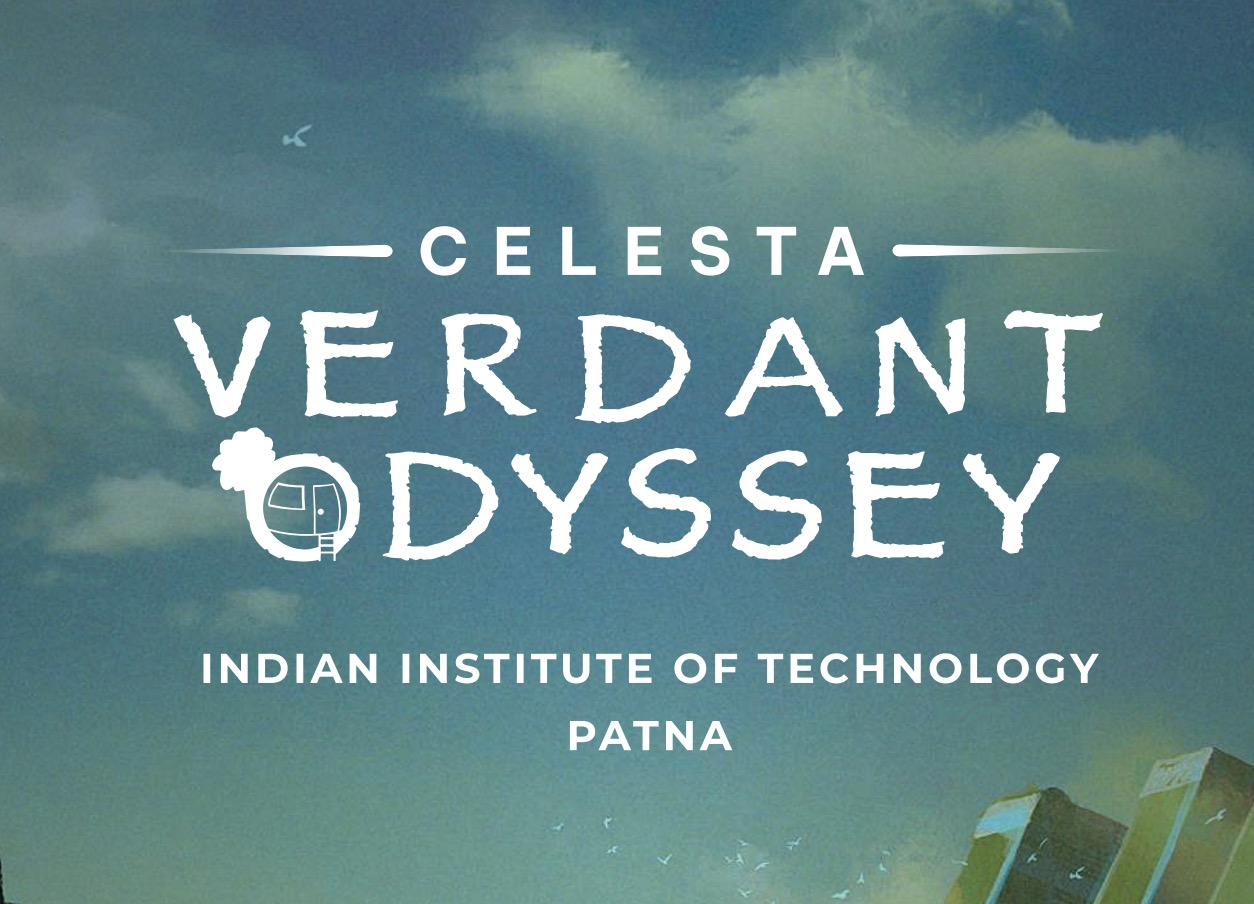 CELESTA
VERDANT
ODYSSEY
INDIAN INSTITUTE OF TECHNOLOGY
PATNA